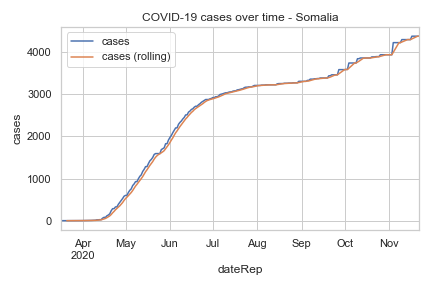 COVID-19 cases over time - Somalia
cases
cases (rolling)
4000
3000
2000
1000
0
cases
Apr
2020
May
Jun
Jul
Aug
Sep
Oct
Nov
dateRep